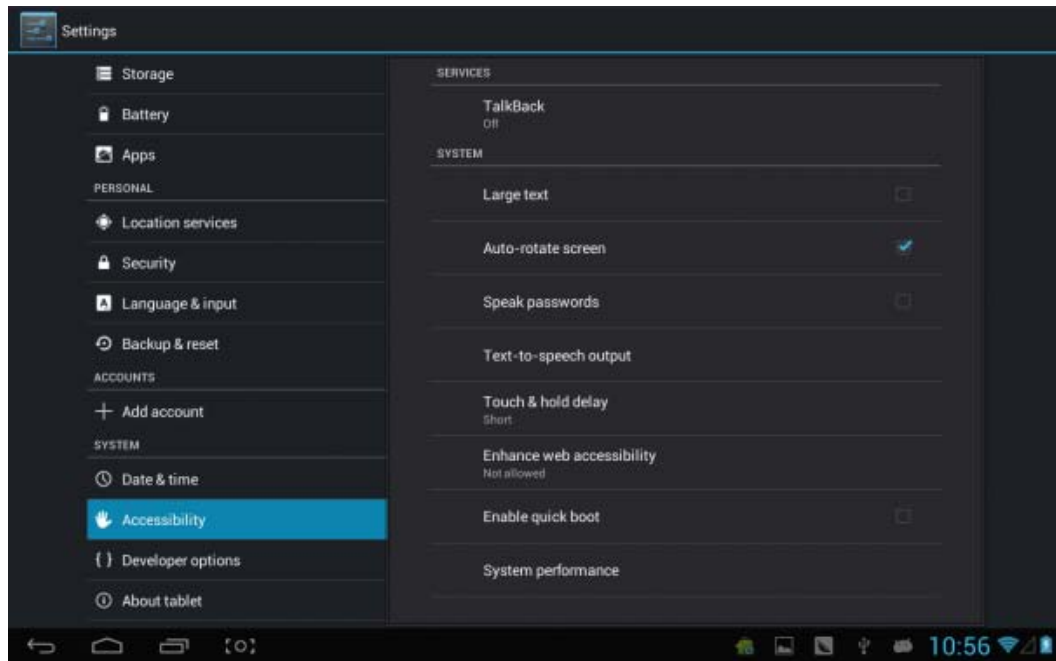 Settings
Storage
Battery
Apps
PERSONAL
Location services
Security
A Language & input
Backup & reset
ACCOUNTS
Add account
SYSTEM
Date & time
Accessibility
{ } Developer options
About tablet
SERVICES
TalkBack
Off
SYSTEM
Large text
Auto-rotate screen
Speak passwords
Text-to-speech output
Touch & hold delay
Short
Enhance web accessibility
Not allowed
Enable quick boot
System performance
10:56